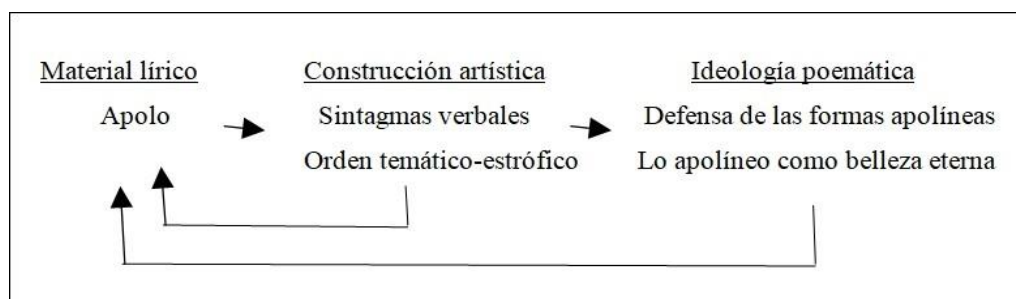 Material lírico Construcción artística Ideología poemática
Apolo Sintagmas verbales Defensa de las formas apolíneas
Orden temático-estrófico Lo apolíneo como belleza eterna